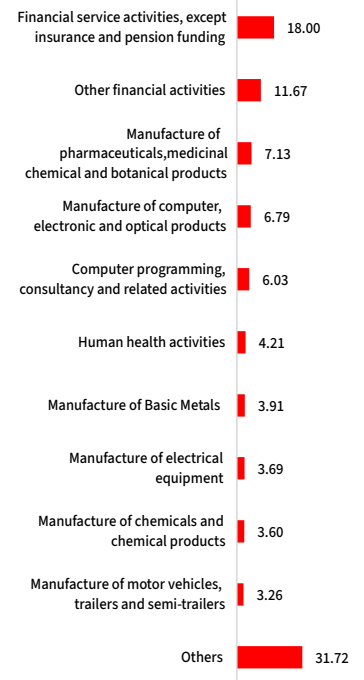 Financial service activities, except
insurance and pension funding
18.00
Other financial activities
11.67
Manufacture of
pharmaceuticals,medicinal
chemical and botanical products
7.13
Manufacture of computer,
electronic and optical products
6.79
Computer programming,
consultancy and related activities
6.03
Human health activities
4.21
Manufacture of Basic Metals
3.91
Manufacture of electrical
equipment
3.69
Manufacture of chemicals and
chemical products
3.60
Manufacture of motor vehicles,
trailers and semi-trailers
3.26
Others
31.72